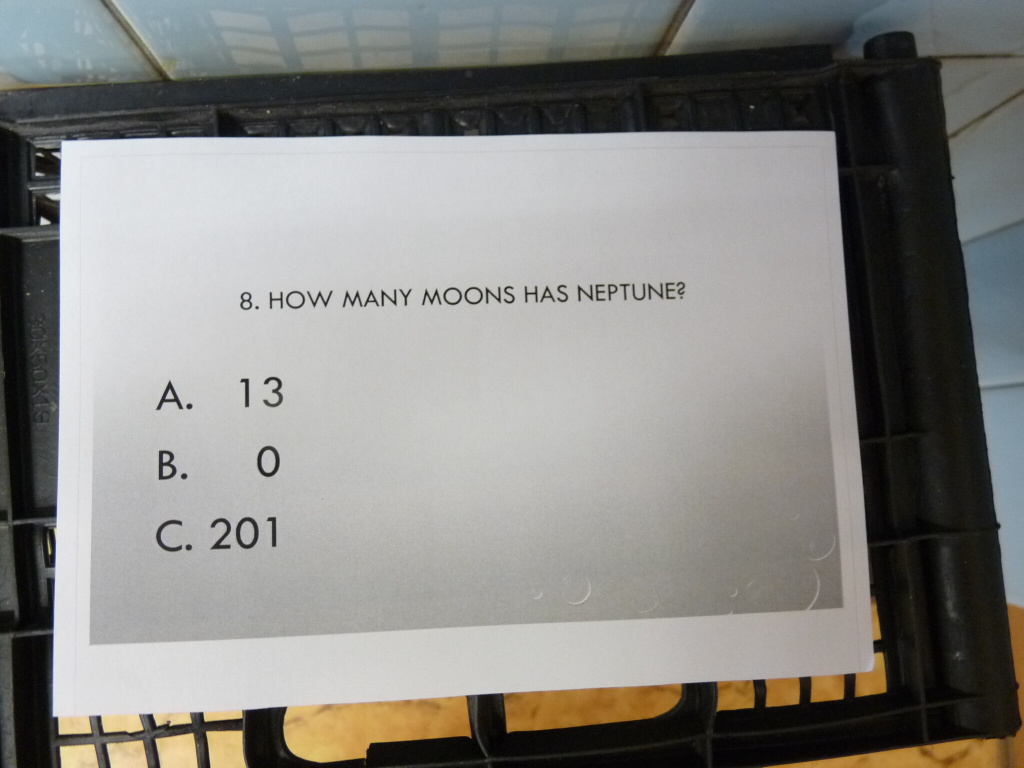 8. HOW MANY MOONS HAS NEPTUNE?
A. 13
B. 0
C. 201